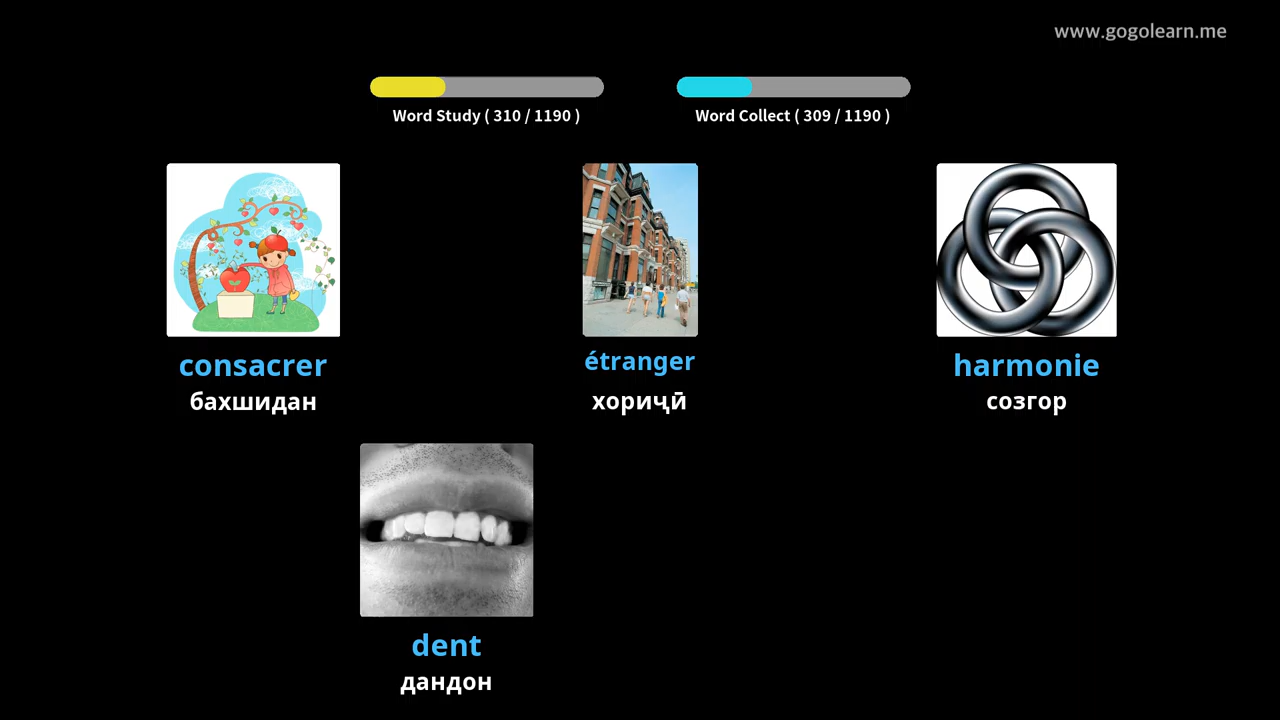 www.gogolearn.me
Word Study ( 310 / 1190 )
Word Collect ( 309 / 1190 )
consacrer
бахшидан
étranger
хориҷӣ
harmonie
созгор
dent
дандон